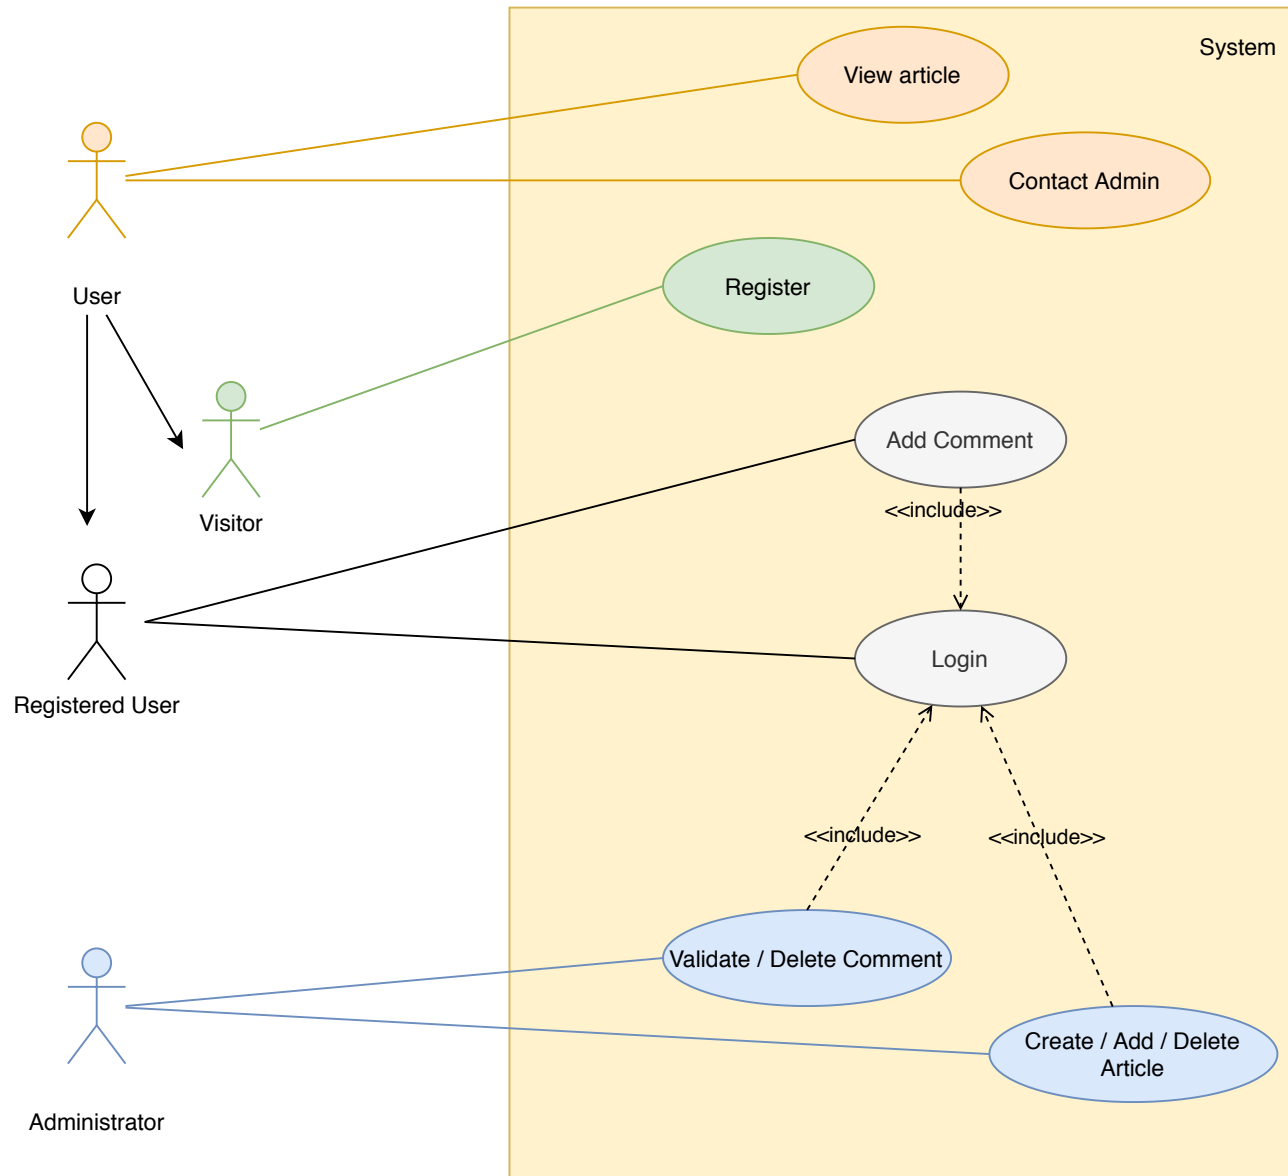 System
View article
Contact Admin
User
Register
Visitor
Add Comment
<<include>>
Login
Registered User
<<include>>
<<include>>
Validate / Delete Comment
Create / Add / Delete
Article
Administrator